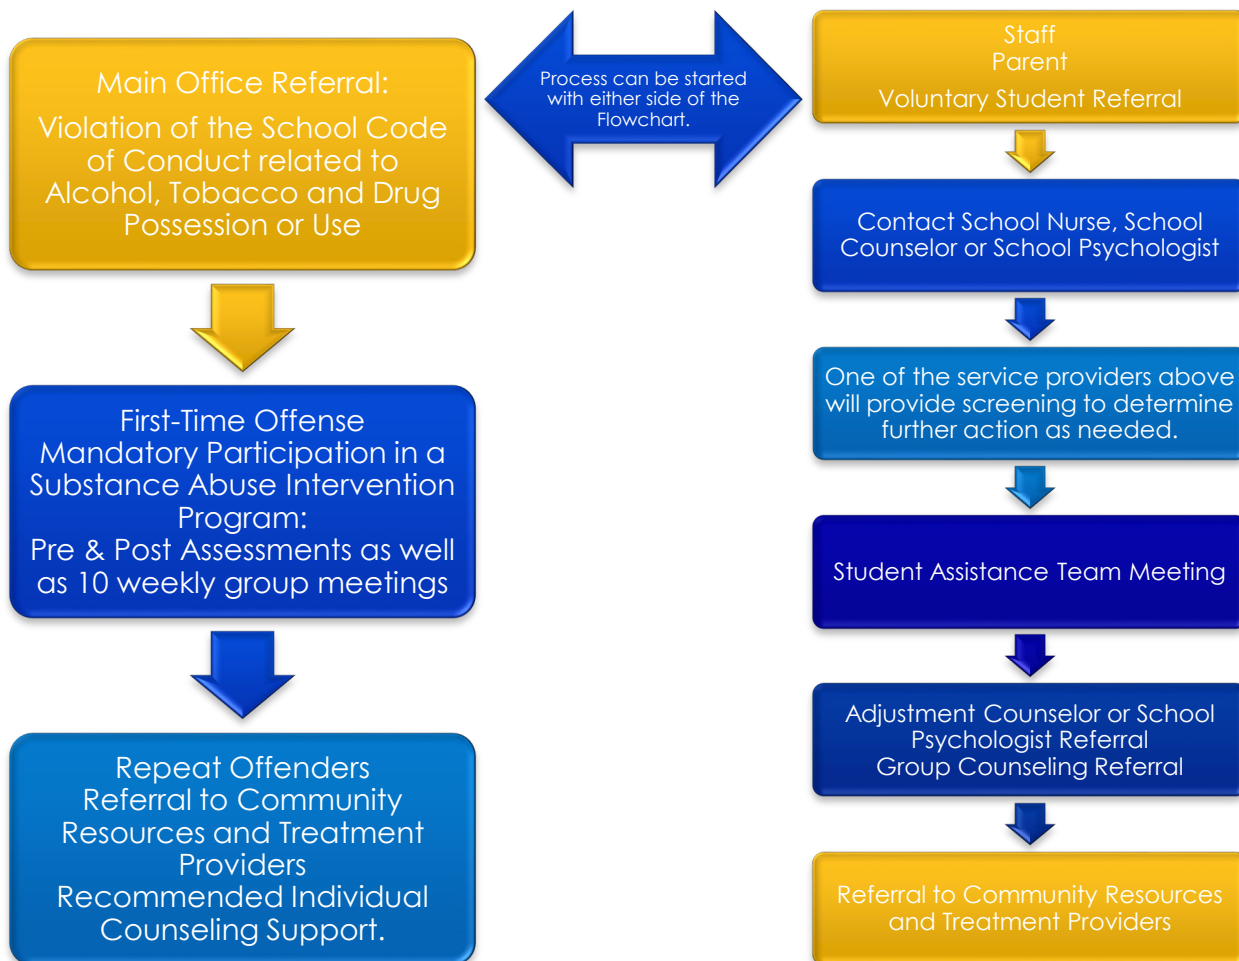 Main Office Referral:
Violation of the School Code
of Conduct related to
Alcohol, Tobacco and Drug
Possession or Use
First-Time Offense
Mandatory Participation in a
Substance Abuse Intervention
Program:
Pre & Post Assessments as well
as 10 weekly group meetings
Repeat Offenders
Referral to Community
Resources and Treatment
Providers
Recommended Individual
Counseling Support.
Process can be started
with either side of the
Flowchart.
Staff
Parent
Voluntary Student Referral
Contact School Nurse, School
Counselor or School Psychologist
One of the service providers above
will provide screening to determine
further action as needed.
Student Assistance Team Meeting
Adjustment Counselor or School
Psychologist Referral
Group Counseling Referral
Referral to Community Resources
and Treatment Providers